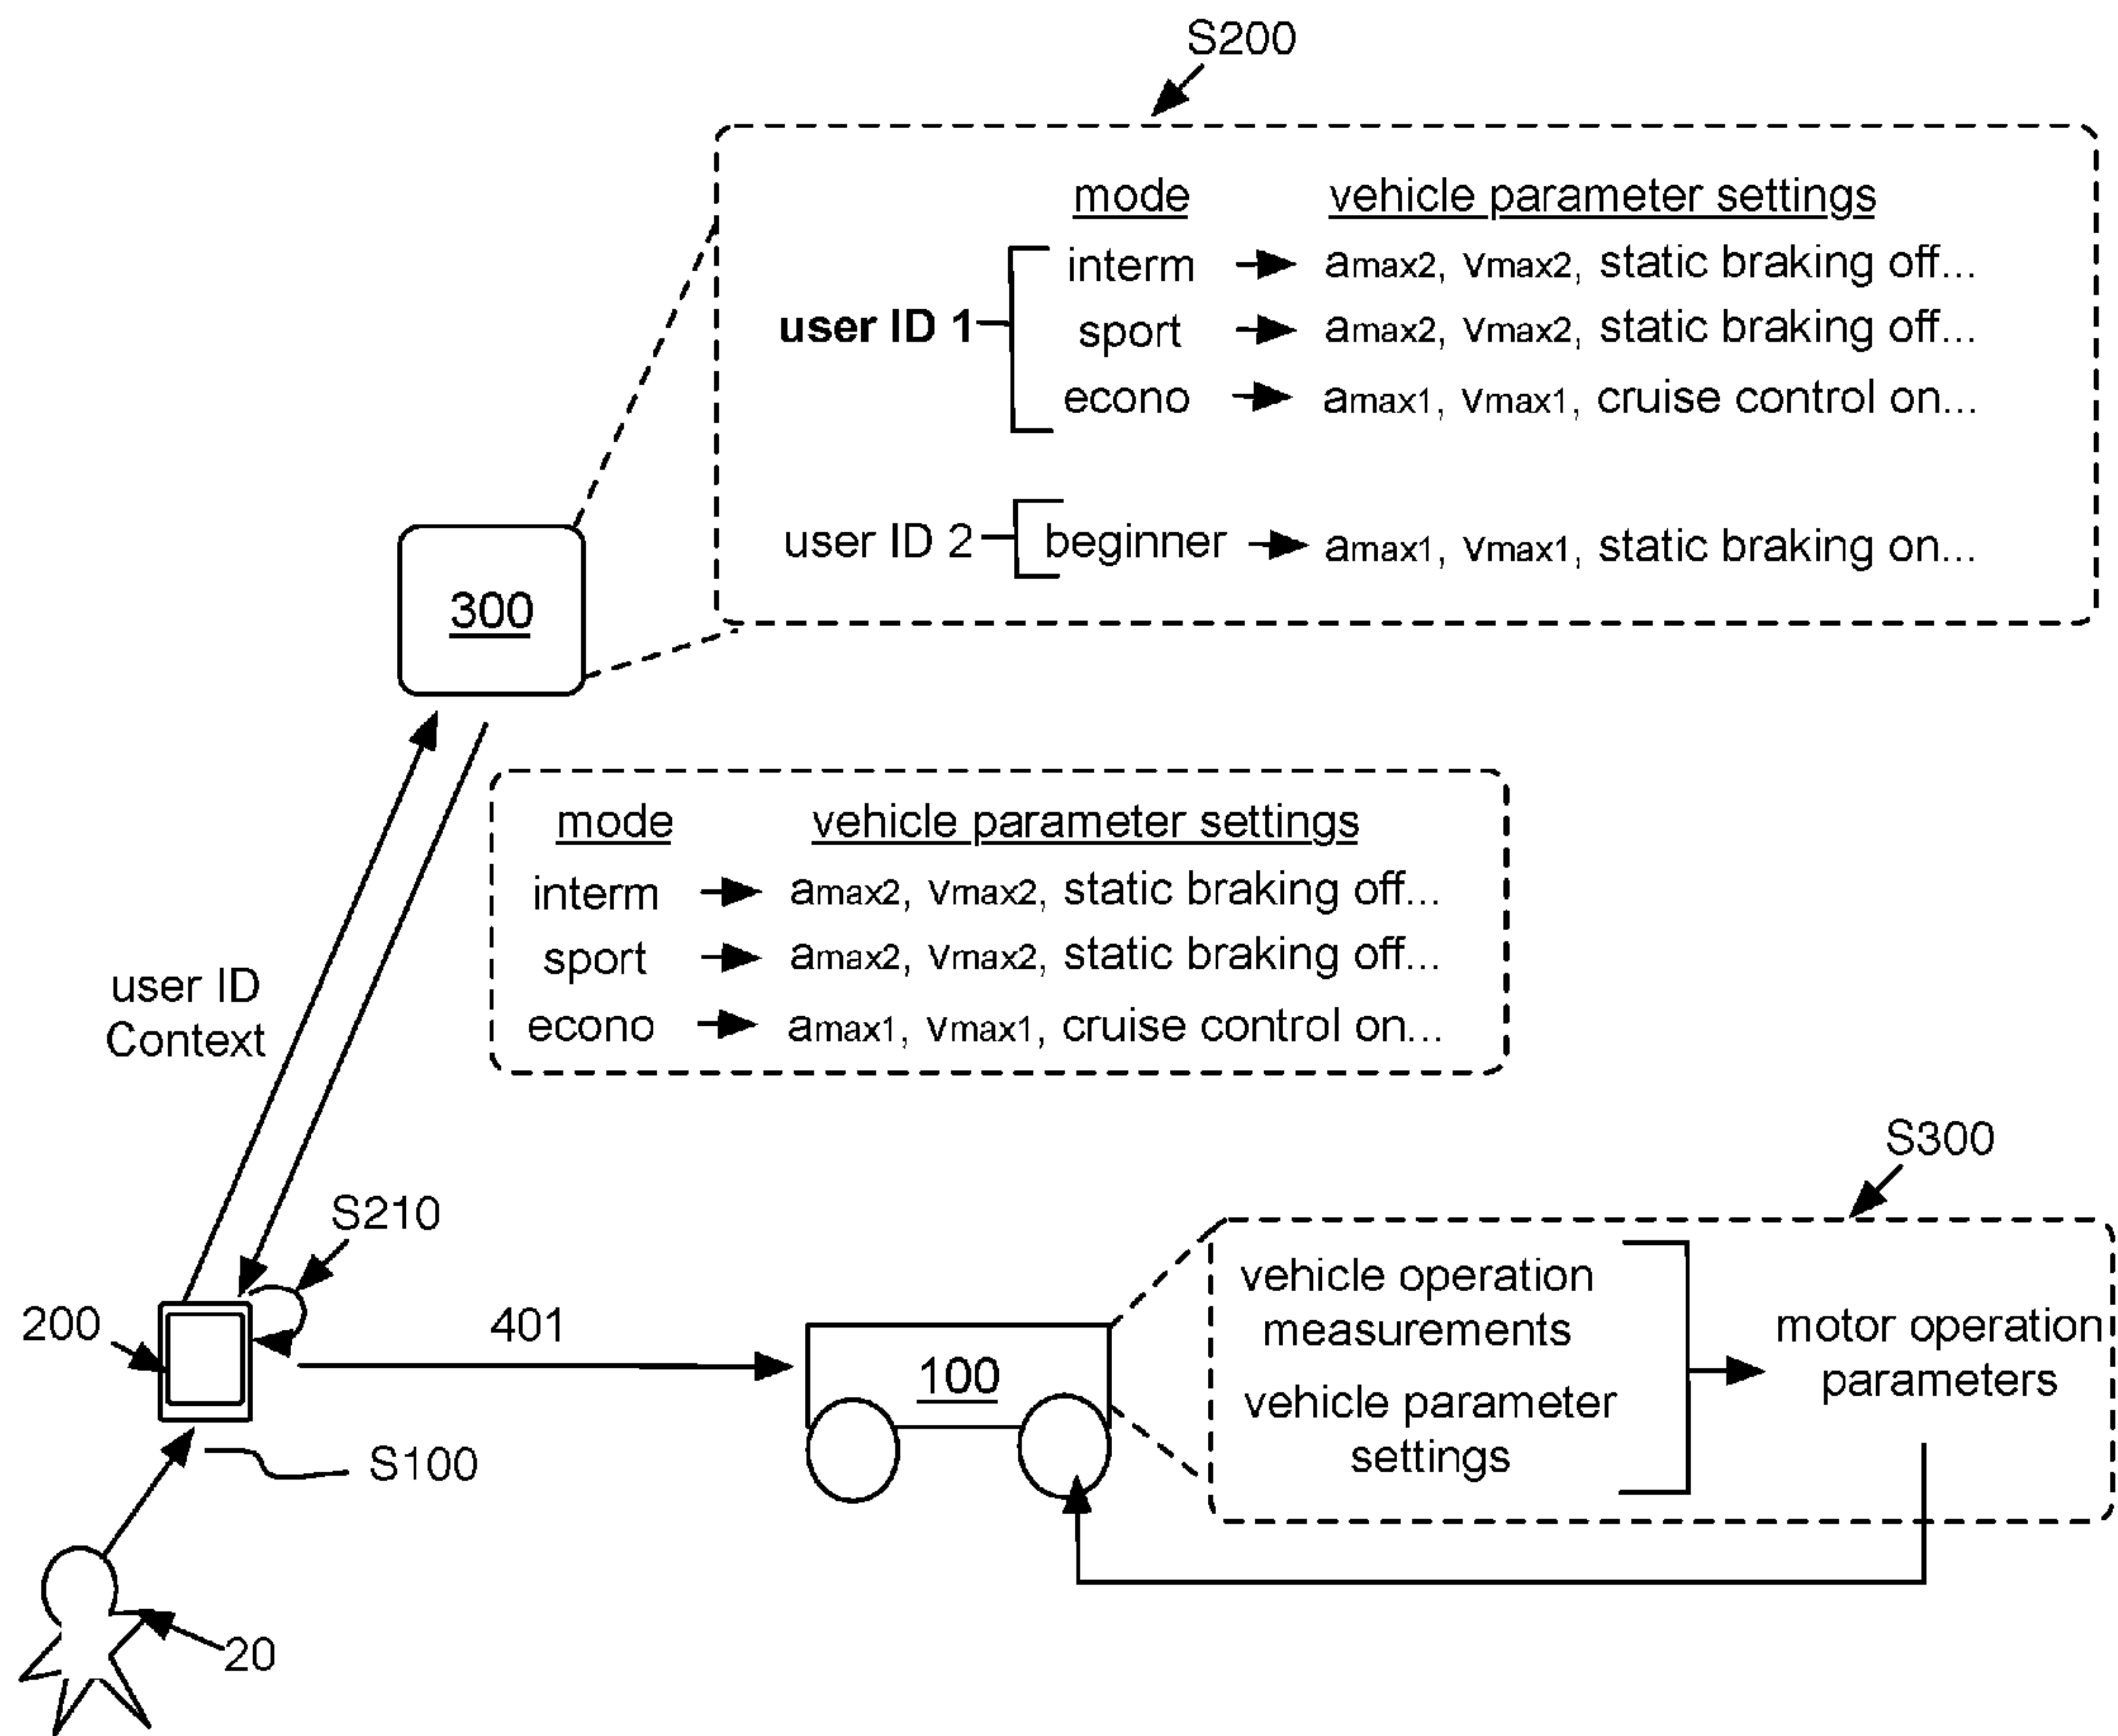 S200
mode vehicle parameter settings
interm amax2, vmax2, static braking off...
user ID 1
sport amax2, vmax2, static braking off...
econo amax1, vmax1, cruise control on...
user ID 2 beginner amax1, vmax1, static braking on...
300
mode vehicle parameter settings
interm amax2, vmax2, static braking off...
sport amax2, vmax2, static braking off...
econo amax1, vmax1, cruise control on...
user ID
Context
S300
S210
200
401
100
vehicle operation
measurements
vehicle parameter
settings
motor operation
parameters
S100
20